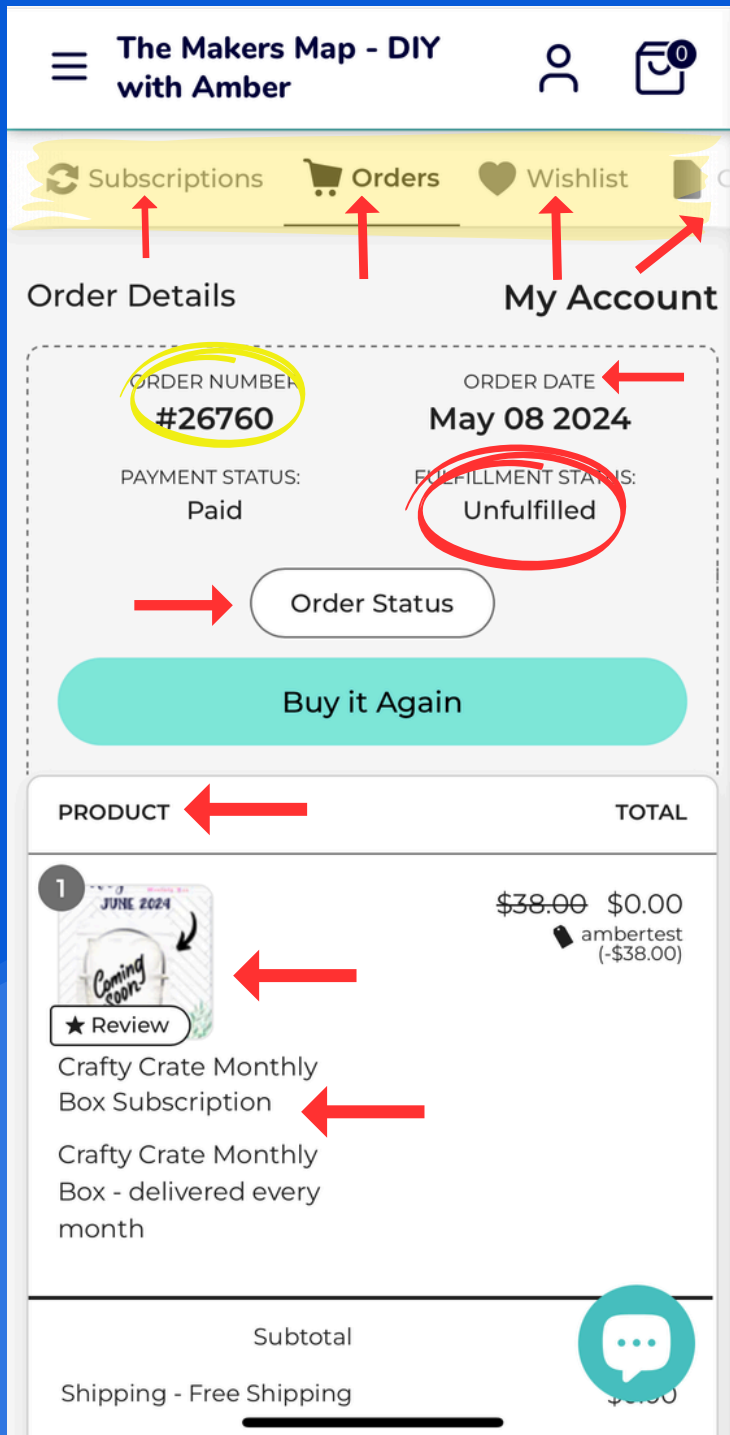 The Makers Map - DIY
with Amber
0
Subscriptions Orders Wishlist
Order Details My Account
ORDER NUMBER ORDER DATE
#26760 May 08 2024
PAYMENT STATUS: FULFILLMENT STATUS:
Paid Unfulfilled
Order Status
Buy it Again
PRODUCT TOTAL
1
JUNE 2024
Coming
Soon
$38.00 $0.00
ambertest
(-$38.00)
Review
Crafty Crate Monthly
Box Subscription
Crafty Crate Monthly
Box - delivered every
month
Subtotal
Shipping - Free Shipping